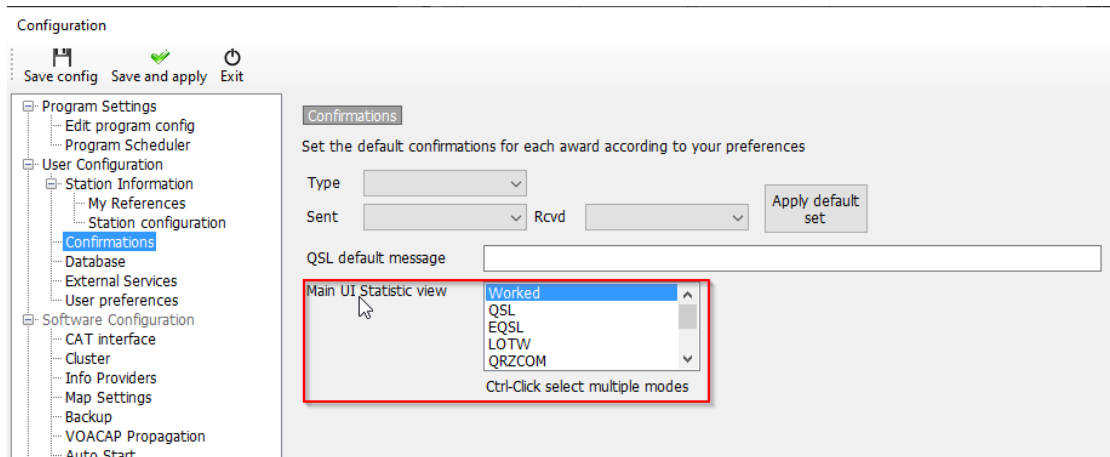 Configuration
Save config Save and apply Exit
Program Settings
Edit program config
Program Scheduler
User Configuration
Station Information
My References
Station configuration
Confirmations
Database
External Services
User preferences
Software Configuration
CAT interface
Cluster
Info Providers
Map Settings
Backup
VOACAP Propagation
Auto Start
Confirmations
Set the default confirmations for each award according to your preferences
Type
Sent Rcvd
Apply default
set
QSL default message
Main UI Statistic view
Worked
QSL
EQSL
LOTW
QRZCOM
Ctrl-Click select multiple modes